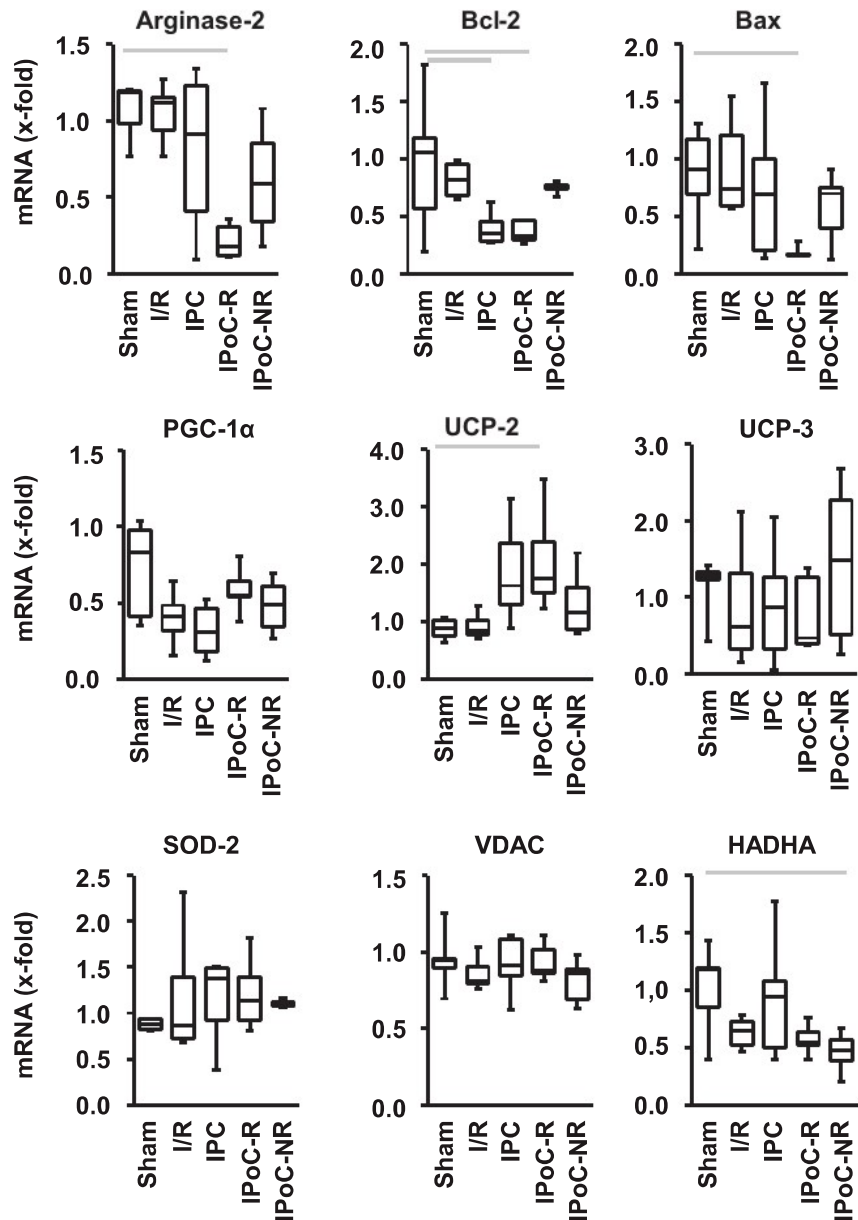 Arginase-2 Bcl-2 Bax
mRNA (x-fold)
1.5 2.0 2.0
1.0 1.5 1.5
0.5 1.0 1.0
0.0 0.5 0.5
0.0 0.0
Sham I/R IPC IPoC-R IPoC-NR Sham I/R IPC IPoC-R IPoC-NR Sham I/R IPC IPoC-R IPoC-NR
PGC-1α UCP-2 UCP-3
mRNA (x-fold)
1.5 4.0 3.0
1.0 3.0 2.0
0.5 2.0 1.0
0.0 1.0 0.0
0.0
Sham I/R IPC IPoC-R IPoC-NR Sham I/R IPC IPoC-R IPoC-NR Sham I/R IPC IPoC-R IPoC-NR
SOD-2 VDAC HADHA
mRNA (x-fold)
2.5 1.5 2.0
2.0 1.0 1.5
1.5 0.5 1,0
1.0 0.0 0.5
0.5 0.0
0.0
Sham I/R IPC IPoC-R IPoC-NR Sham I/R IPC IPoC-R IPoC-NR Sham I/R IPC IPoC-R IPoC-NR